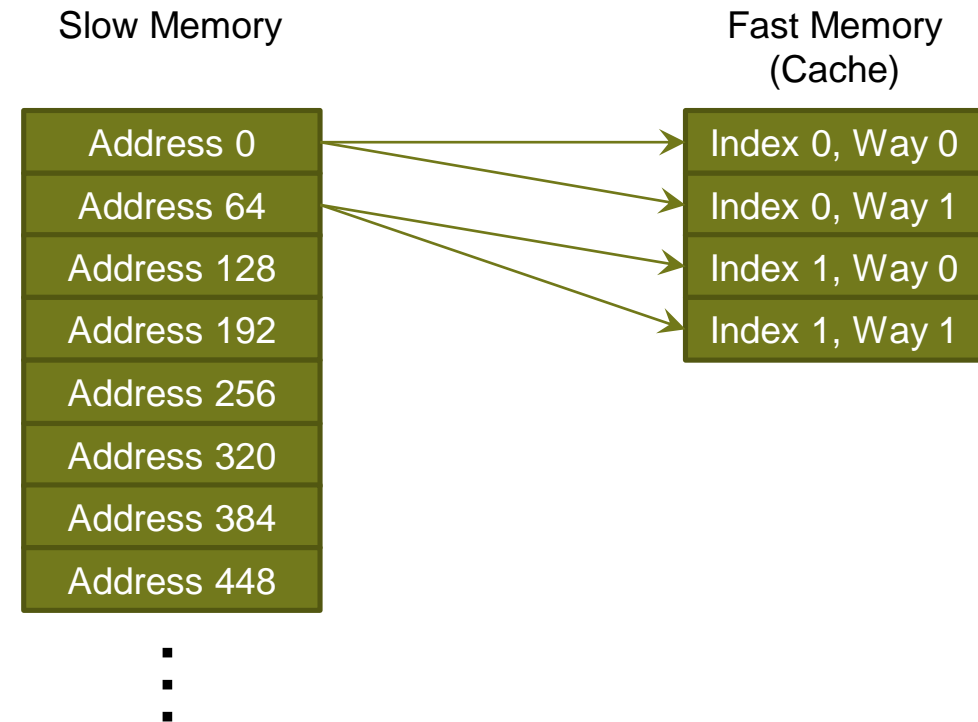 Slow Memory
Address 0
Address 64
Address 128
Address 192
Address 256
Address 320
Address 384
Address 448
Fast Memory
(Cache)
Index 0, Way 0
Index 0, Way 1
Index 1, Way 0
Index 1, Way 1